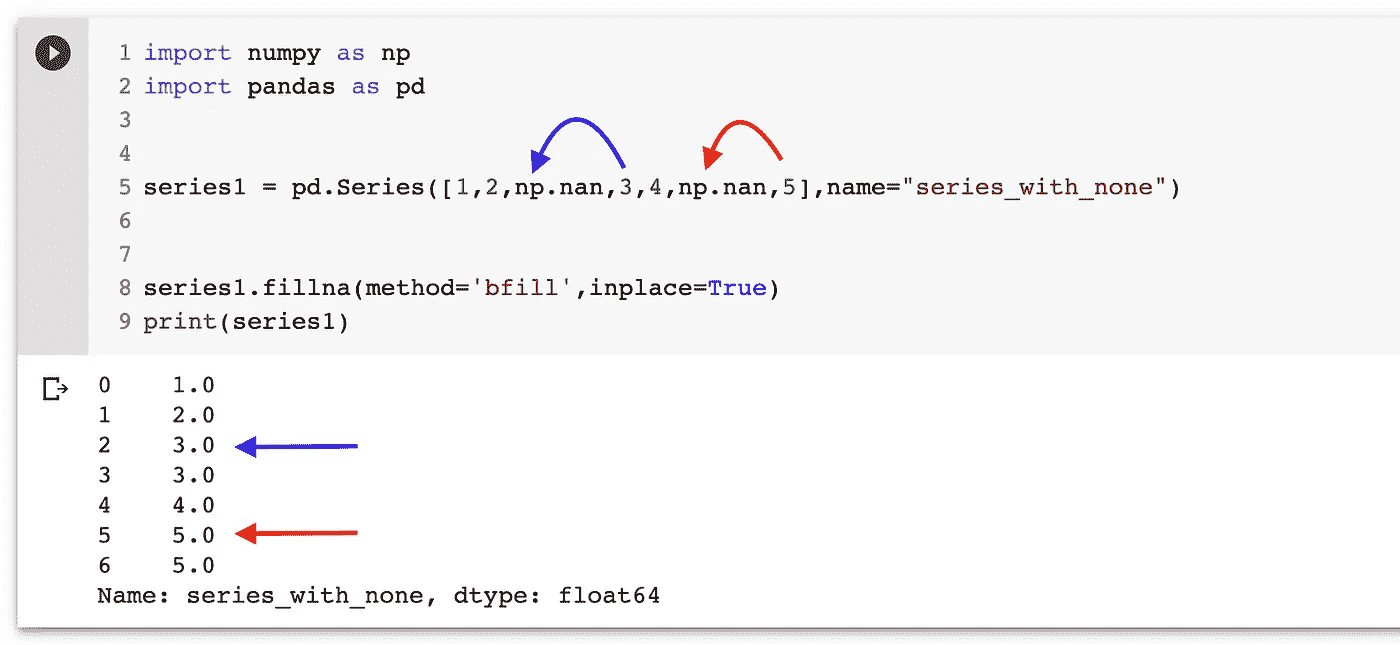 1 import numpy as np
2 import pandas as pd
3
4
5 series1 = pd.Series([1,2,np.nan,3,4,np.nan,5],name="series_with_none")
6
7
8 series1.fillna(method='bfill',inplace=True)
9 print(series1)
0    1.0
1    2.0
2    3.0
3    3.0
4    4.0
5    5.0
6    5.0
Name: series_with_none, dtype: float64